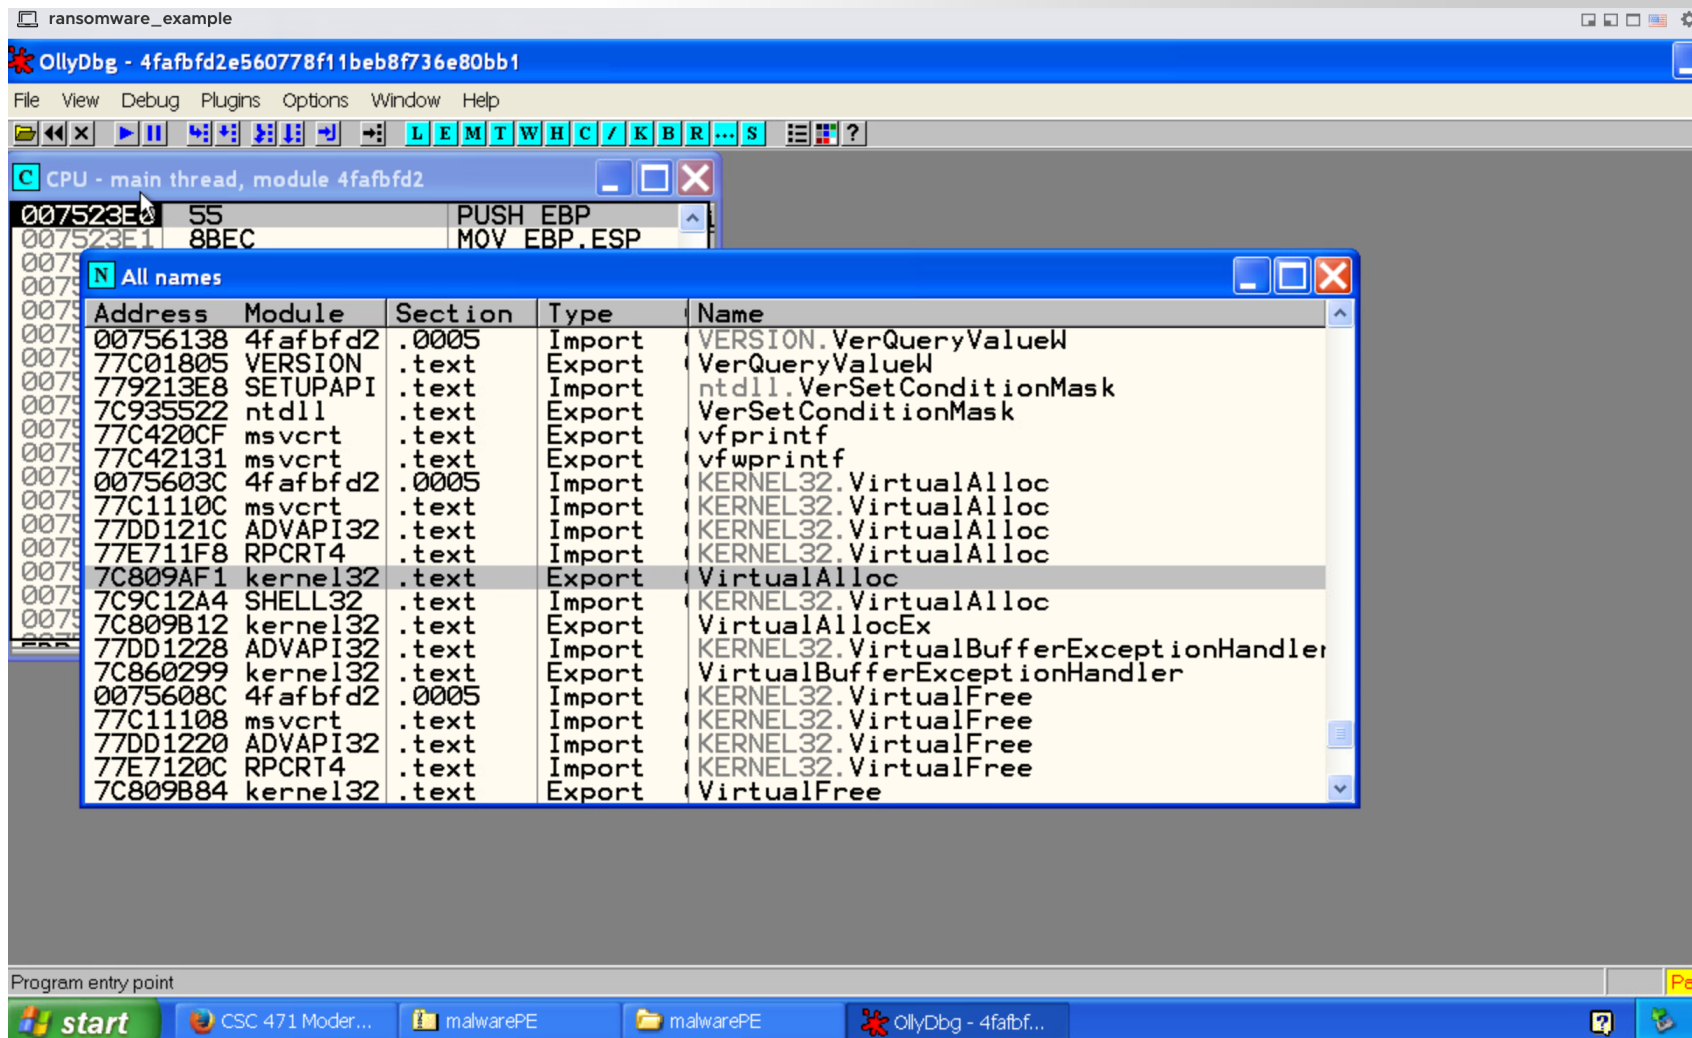 ransomware_example
OllyDbg - 4fafbfd2e560778f11beb8f736e80bb1
File View Debug Plugins Options Window Help
L E M T W H C / K B R ... S ?
C CPU - main thread, module 4fafbfd2
007523E0 55 PUSH EBP
007523E1 8BEC MOV EBP,ESP
N All names
Address Module Section Type Name
00756138 4fafbfd2 .0005 Import VERSION.VerQueryValueW
77C01805 VERSION .text Export VerQueryValueW
779213E8 SETUPAPI .text Import ntdll.VerSetConditionMask
7C935522 ntdll .text Export VerSetConditionMask
77C420CF msvcrt .text Export vfprintf
77C42131 msvcrt .text Export vfwprintf
0075603C 4fafbfd2 .0005 Import KERNEL32.VirtualAlloc
77C1110C msvcrt .text Import KERNEL32.VirtualAlloc
77DD121C ADVAPI32 .text Import KERNEL32.VirtualAlloc
77E711F8 RPCRT4 .text Import KERNEL32.VirtualAlloc
7C809AF1 kernel32 .text Export VirtualAlloc
7C9C12A4 SHELL32 .text Import KERNEL32.VirtualAlloc
7C809B12 kernel32 .text Export VirtualAllocEx
77DD1228 ADVAPI32 .text Import KERNEL32.VirtualBufferExceptionHandler
7C860299 kernel32 .text Export VirtualBufferExceptionHandler
0075608C 4fafbfd2 .0005 Import KERNEL32.VirtualFree
77C11108 msvcrt .text Import KERNEL32.VirtualFree
77DD1220 ADVAPI32 .text Import KERNEL32.VirtualFree
77E7120C RPCRT4 .text Import KERNEL32.VirtualFree
7C809B84 kernel32 .text Export VirtualFree
Program entry point
start CSC 471 Moder... malwarePE malwarePE OllyDbg - 4fafbf...